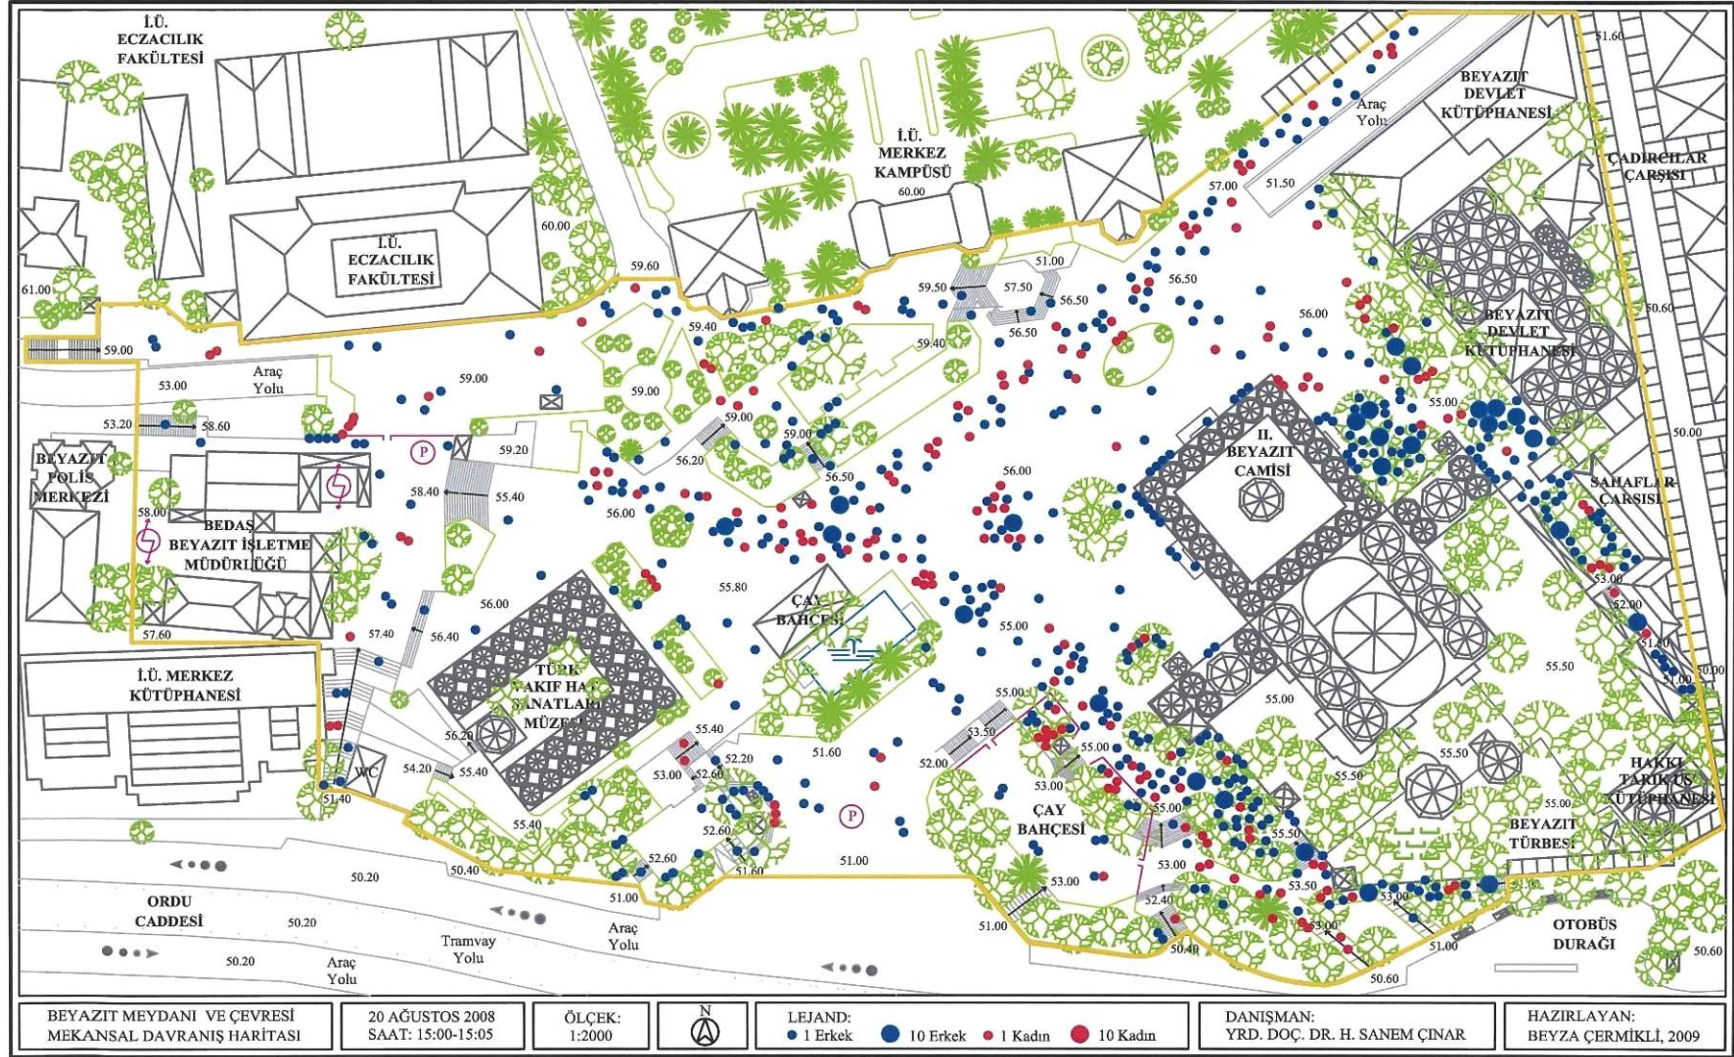 İ.Ü.
ECZACILIK
FAKÜLTESİ
İ.Ü.
MERKEZ
KAMPÜSÜ
60.00
BEYAZIT
DEVLET
KÜTÜPHANESİ
51.60
Araç
Yolu
ÇADIRCILAR
ÇARŞISI
57.00
51.50
İ.Ü.
ECZACILIK
FAKÜLTESİ
60.00
59.60
61.00
51.00
59.50
57.50
56.50
56.50
56.50
56.00
50.60
BEYAZIT
DEVLET
KÜTÜPHANESİ
59.40
59.40
59.00
53.00
Araç
Yolu
59.00
59.00
59.00
55.00
53.20
58.60
P
59.20
56.20
59.00
56.50
56.00
50.00
II.
BEYAZIT
CAMİSİ
BEYAZIT
POLİS
MERKEZİ
58.40
55.40
56.00
58.00
SAHAFLAR
ÇARŞISI
BEDAŞ
BEYAZIT İŞLETME
MÜDÜRLÜĞÜ
55.80
53.00
52.00
56.00
ÇAY
BAHÇESİ
55.00
57.60
57.40
56.40
51.80
50.00
51.00
55.50
İ.Ü. MERKEZ
KÜTÜPHANESİ
TÜRK
VAKIF HAT
SANATLARI
MÜZESİ
55.00
55.00
56.20
55.40
53.50
51.60
52.00
55.00
55.50
55.50
WC
54.20
55.40
53.00
52.60
52.20
53.00
51.40
HAKKI
TARIK US
KÜTÜPHANESİ
55.00
55.00
ÇAY
BAHÇESİ
P
55.40
52.60
55.50
BEYAZIT
TÜRBESİ
52.60
51.60
51.00
53.00
53.00
53.50
50.20
50.40
51.00
52.40
53.00
51.00
53.00
ORDU
CADDESİ
50.20
Araç
Yolu
50.40
51.00
OTOBÜS
DURAĞI
Tramvay
Yolu
50.20
Araç
Yolu
50.60
50.60
BEYAZIT MEYDANI VE ÇEVRESİ
MEKANSAL DAVRANIŞ HARİTASI
20 AĞUSTOS 2008
SAAT: 15:00-15:05
ÖLÇEK:
1:2000
N
LEJAND:
1 Erkek 10 Erkek 1 Kadın 10 Kadın
DANIŞMAN:
YRD. DOÇ. DR. H. SANEM ÇINAR
HAZIRLAYAN:
BEYZA ÇERMİKLİ, 2009